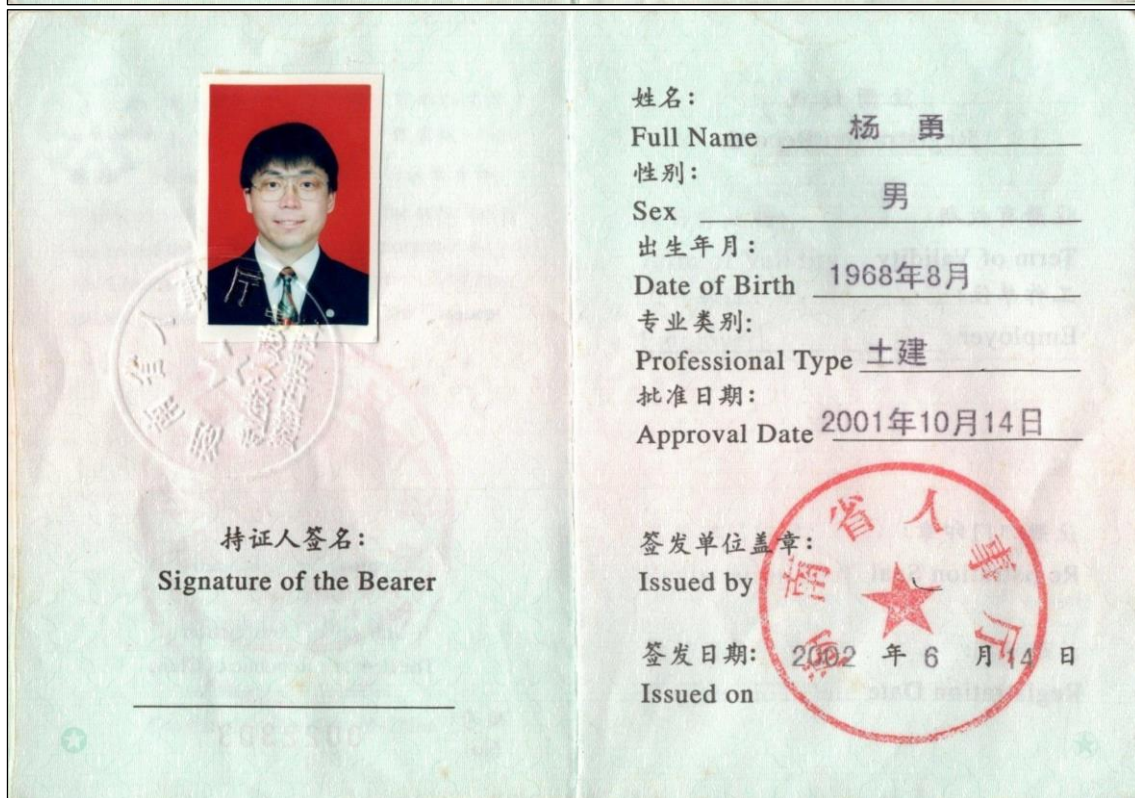 持证人签名：
Signature of the Bearer
姓名：
Full Name 杨 勇
性别：
Sex 男
出生年月：
Date of Birth 1968年8月
专业类别：
Professional Type 土建
批准日期：
Approval Date 2001年10月14日
签发单位盖章：
Issued by
省人事厅
签发日期： 2002 年 6 月 14 日
Issued on